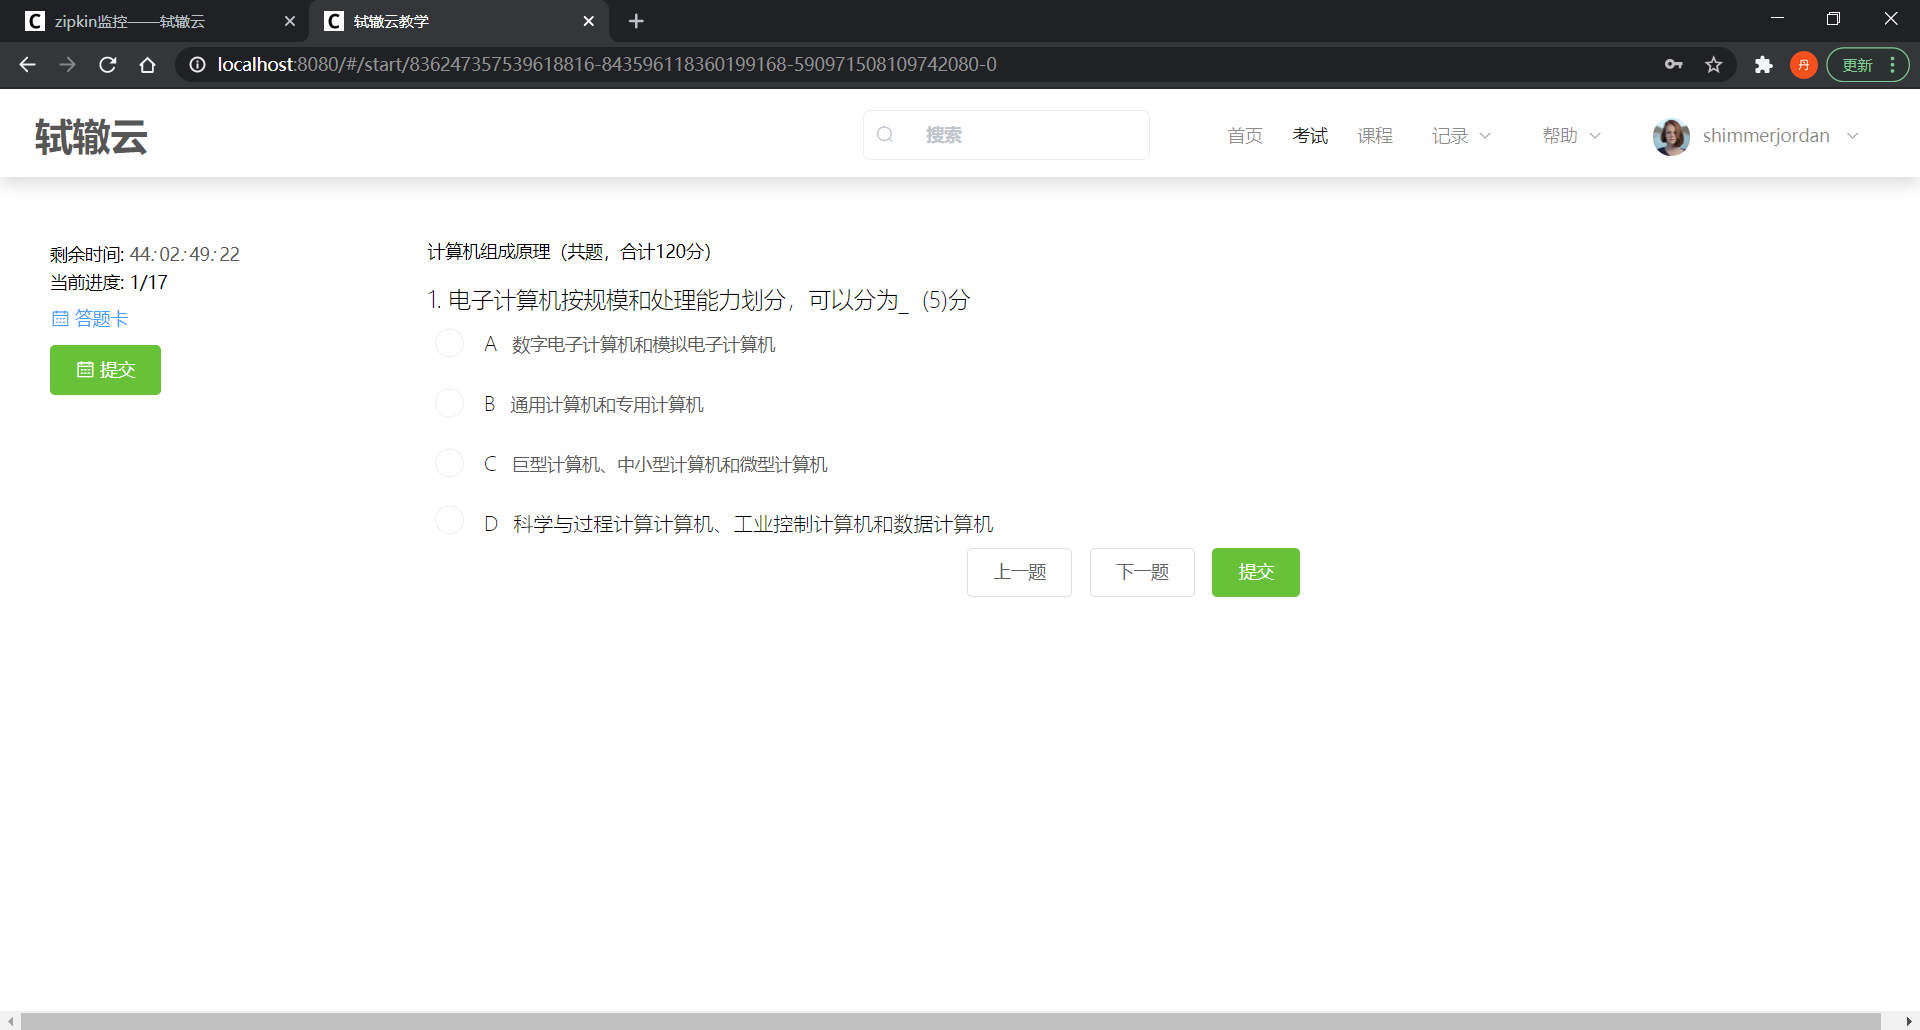 zipkin监控——轼辙云
轼辙云教学
localhost:8080/#/start/836247357539618816-843596118360199168-590971508109742080-0
丹
更新
轼辙云
搜索
首页
考试
课程
记录
帮助
shimmerjordan
剩余时间: 44:02:49:22
当前进度: 1/17
答题卡
提交
计算机组成原理（共题，合计120分）
1. 电子计算机按规模和处理能力划分，可以分为_ (5)分
A 数字电子计算机和模拟电子计算机
B 通用计算机和专用计算机
C 巨型计算机、中小型计算机和微型计算机
D 科学与过程计算计算机、工业控制计算机和数据计算机
上一题
下一题
提交